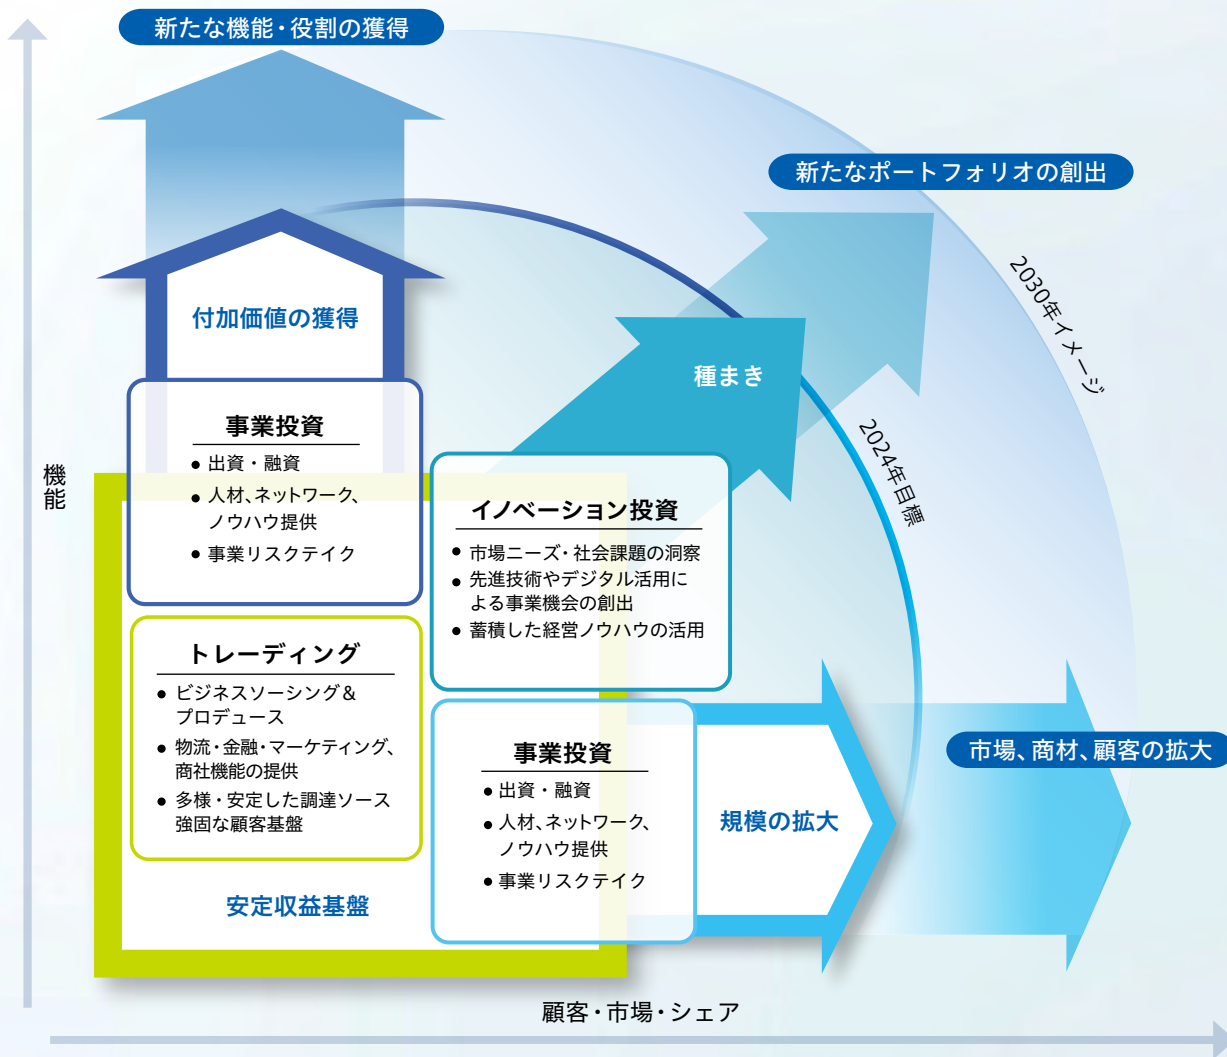 新たな機能・役割の獲得
新たなポートフォリオの創出
2030年イメージ
付加価値の獲得
種まき
2024年目標
機能
事業投資
● 出資・融資
● 人材、ネットワーク、
ノウハウ提供
● 事業リスクテイク
イノベーション投資
● 市場ニーズ・社会課題の洞察
● 先進技術やデジタル活用に
よる事業機会の創出
● 蓄積した経営ノウハウの活用
トレーディング
● ビジネスソーシング＆
プロデュース
● 物流・金融・マーケティング、
商社機能の提供
● 多様・安定した調達ソース
強固な顧客基盤
事業投資
● 出資・融資
● 人材、ネットワーク、
ノウハウ提供
● 事業リスクテイク
規模の拡大
市場、商材、顧客の拡大
安定収益基盤
顧客・市場・シェア